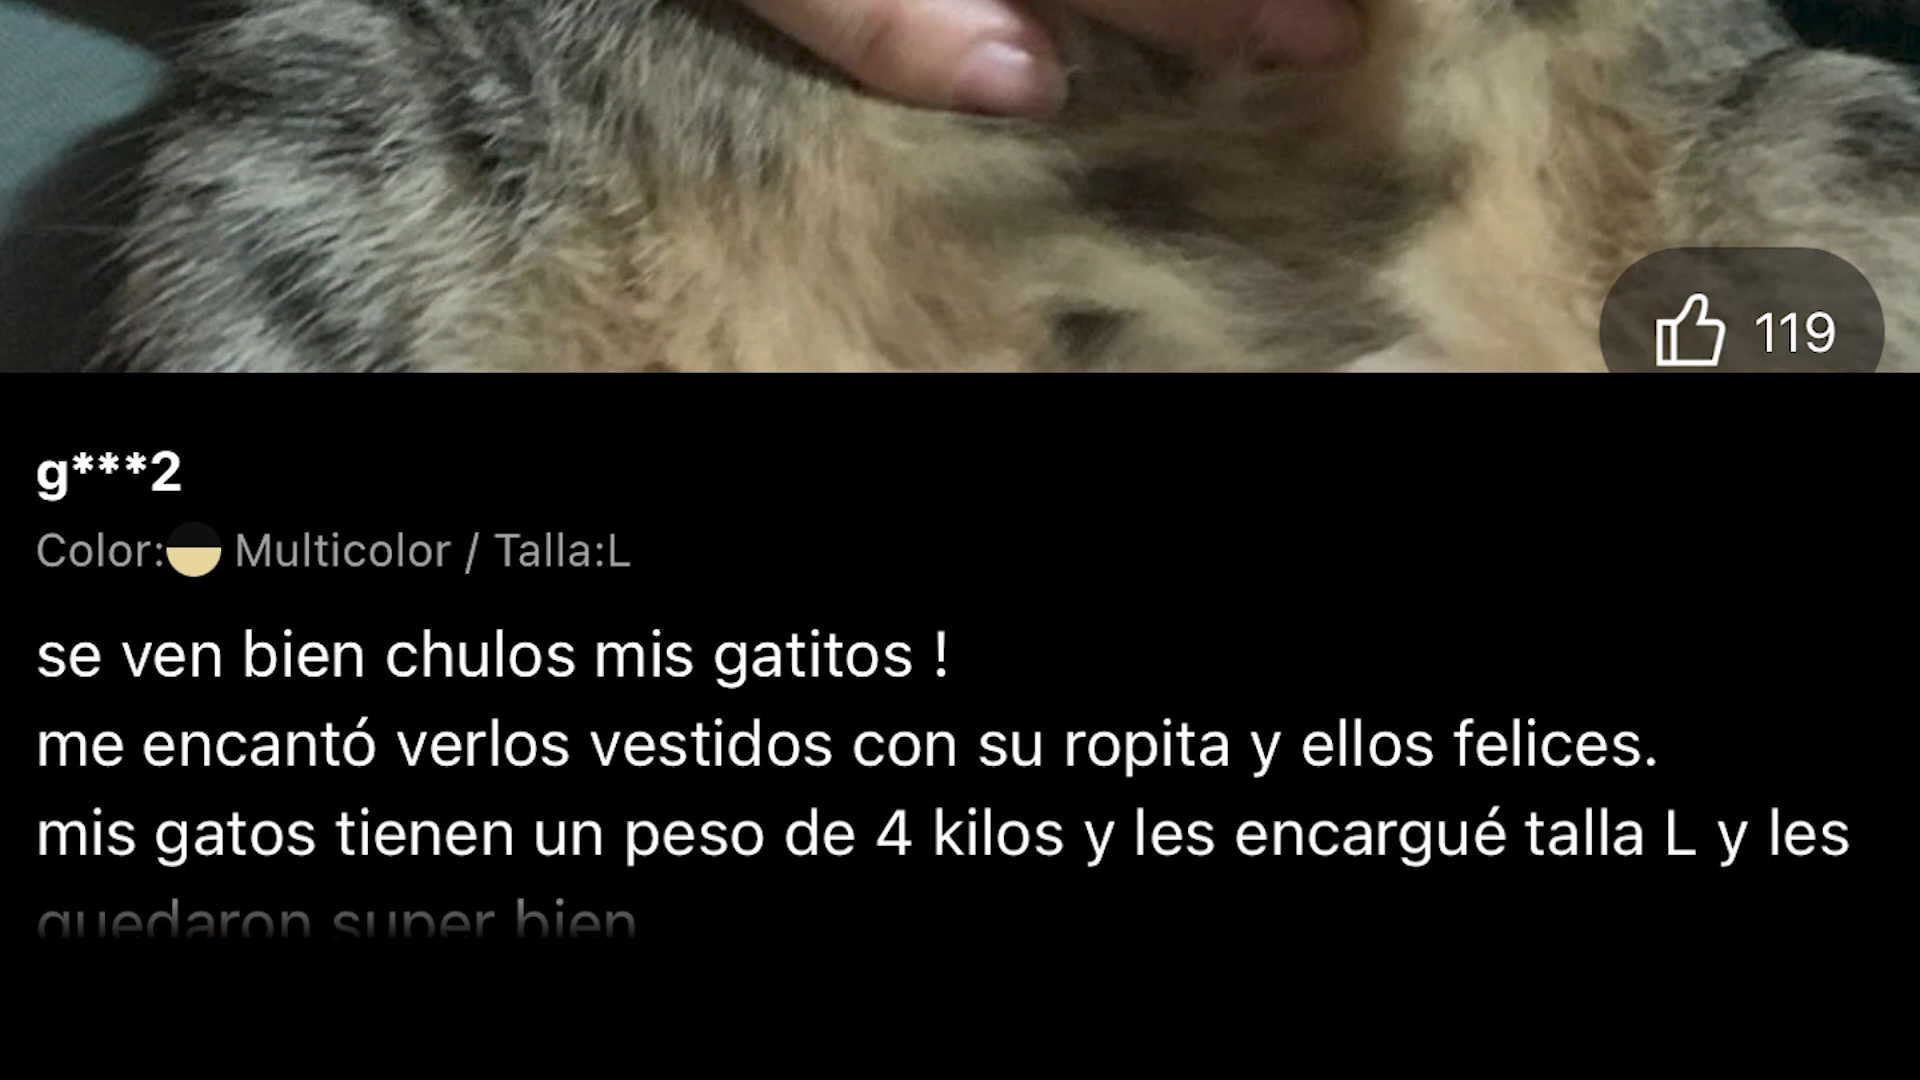 119
g***2
Color: Multicolor / Talla:L
se ven bien chulos mis gatitos !
me encantó verlos vestidos con su ropita y ellos felices.
mis gatos tienen un peso de 4 kilos y les encargué talla L y les
quedaron super bien